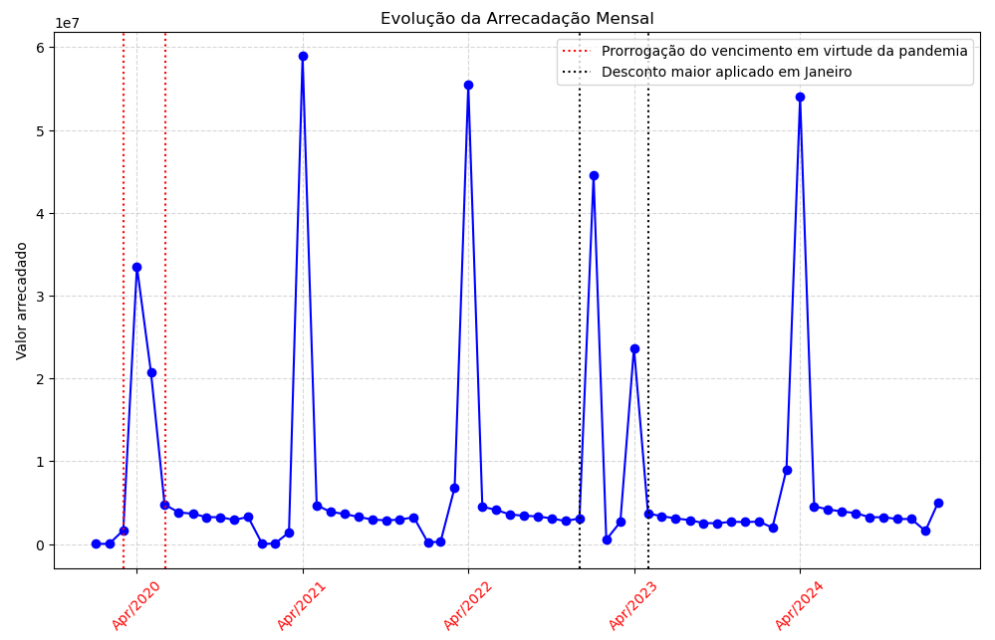 Evolução da Arrecadação Mensal
1e7
Prorrogação do vencimento em virtude da pandemia
Desconto maior aplicado em Janeiro
Valor arrecadado
6
5
4
3
2
1
0
Apr/2020
Apr/2021
Apr/2022
Apr/2023
Apr/2024